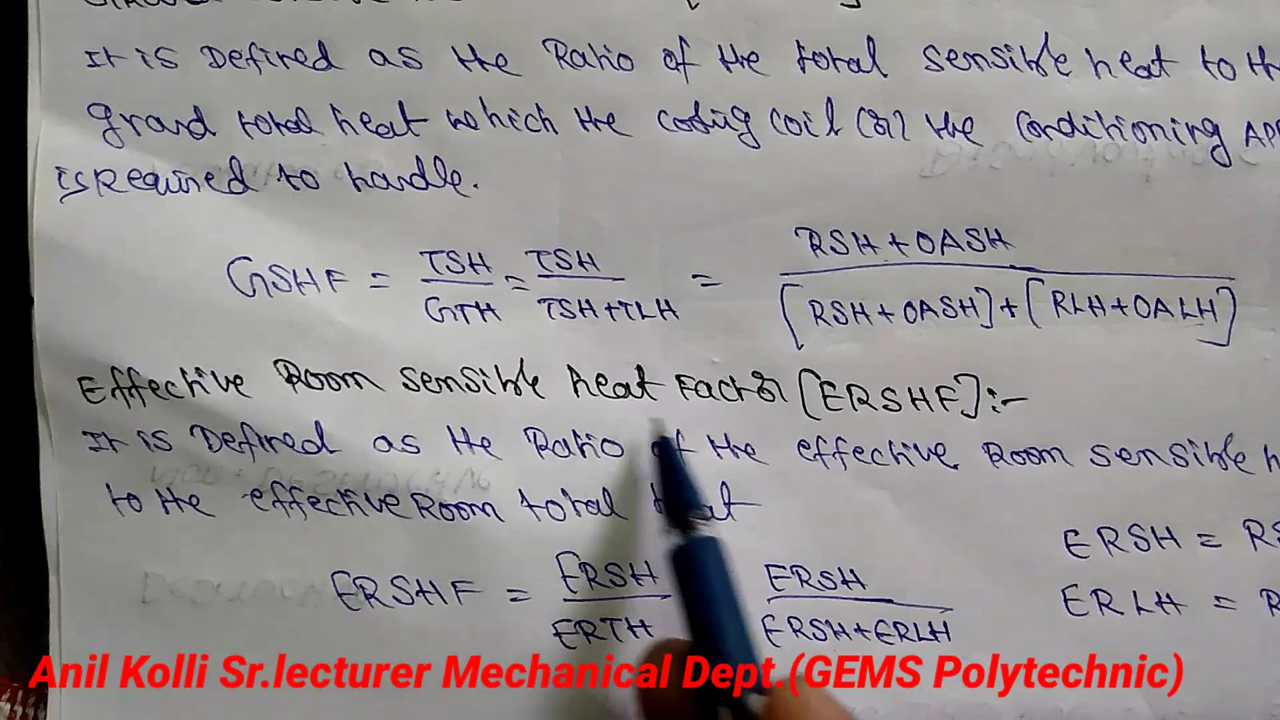 It is Defined as the Ratio of the total sensible heat to the
grand total heat which the cooling coil (or) the Conditioning APP
is Required to handle.
GSHF = TSH/GTH = TSH/TSH+TLH = RSH+OASH/[RSH+OASH]+[RLH+OALH]
Effective Room sensible heat Factor [ERSHF]:-
It is Defined as the Ratio of the effective Room sensible h
to the effective Room total heat
ERSH = RS
ERSHF = ERSH/ERTH ERSH/ERSH+ERLH
ERLH = R
Anil Kolli Sr.lecturer Mechanical Dept.(GEMS Polytechnic)